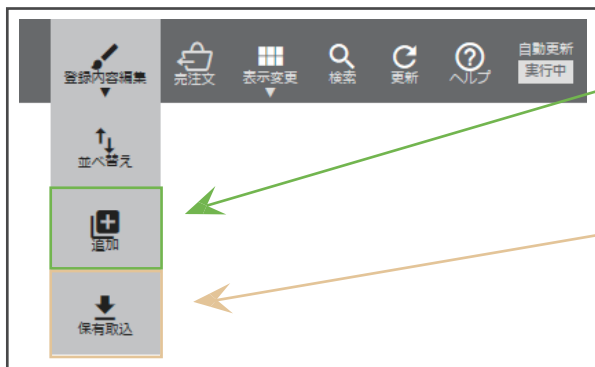 登録内容編集
▼
売注文
表示変更
▼
検索
更新
ヘルプ
自動更新
実行中
並べ替え
追加
保有取込